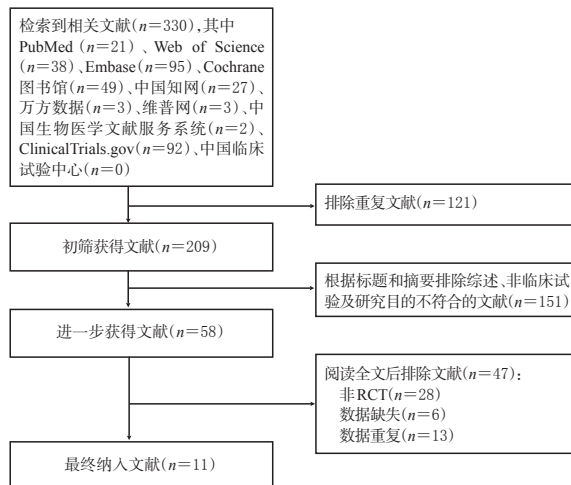 检索到相关文献(n=330),其中
PubMed（n=21）、Web of Science
(n=38)、Embase(n=95)、Cochrane
图书馆(n=49)、中国知网(n=27)、
万方数据(n=3)、维普网(n=3)、中
国生物医学文献服务系统(n=2)、
ClinicalTrials.gov(n=92)、中国临床
试验中心(n=0)
排除重复文献(n=121)
初筛获得文献(n=209)
根据标题和摘要排除综述、非临床试
验及研究目的不符合的文献(n=151)
进一步获得文献(n=58)
阅读全文后排除文献(n=47)：
非RCT(n=28)
数据缺失(n=6)
数据重复(n=13)
最终纳入文献(n=11)